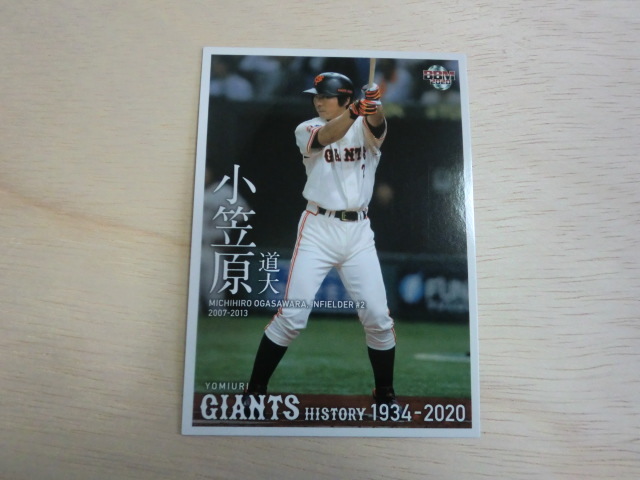 BBM
GIANTS
小笠原
道大
MICHIHIRO OGASAWARA, INFIELDER #2
2007-2013
YOMIURI
GIANTS HISTORY 1934-2020